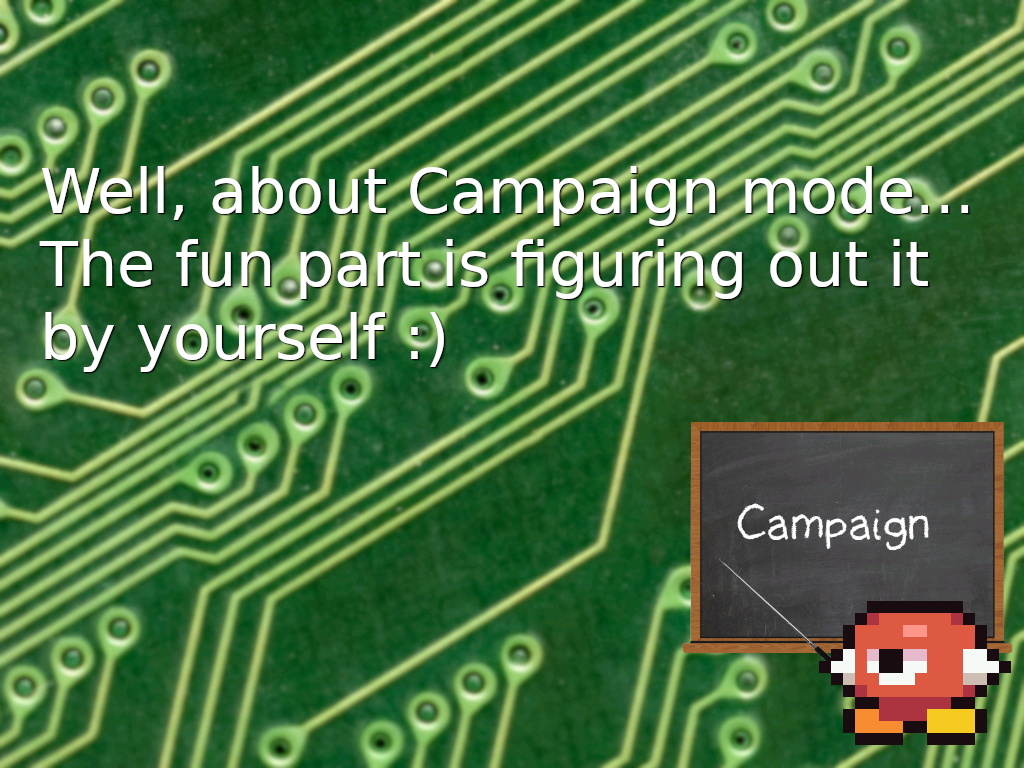 Well, about Campaign mode...
The fun part is figuring out it
by yourself :)
Campaign